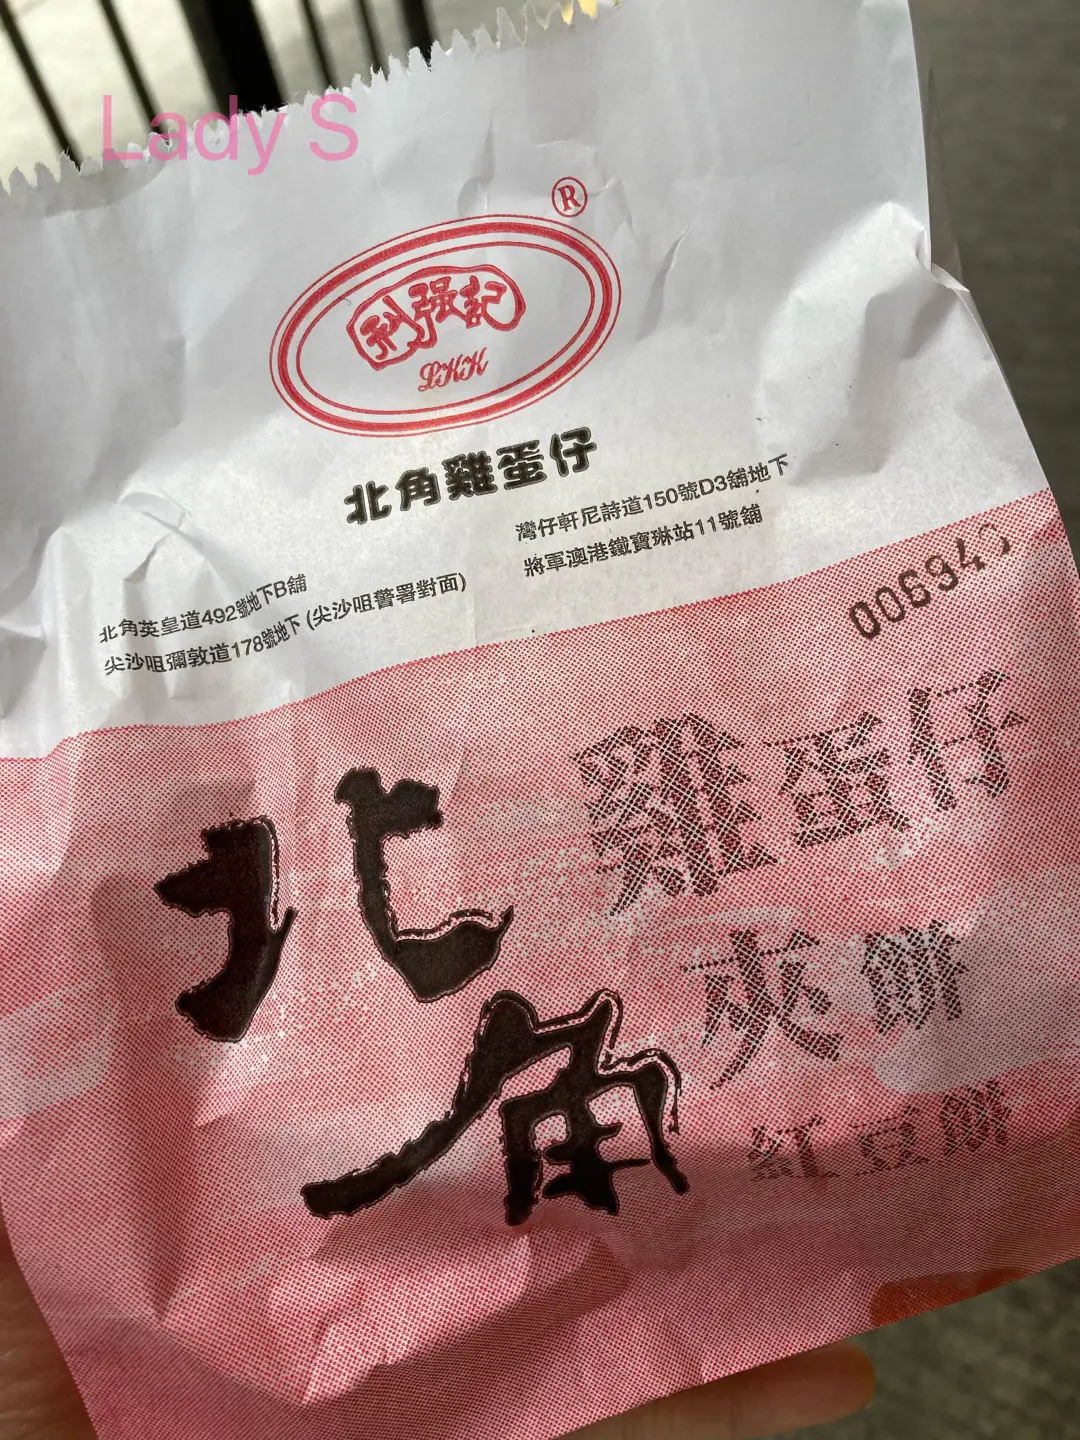 Lady S
®
利强記
LKK
北角雞蛋仔
北角英皇道492號地下B舖
尖沙咀彌敦道178號地下 (尖沙咀警署對面)
灣仔軒尼詩道150號D3舖地下
將軍澳港鐵寶琳站11號舖
北角
雞蛋仔
夾餅
紅豆餅